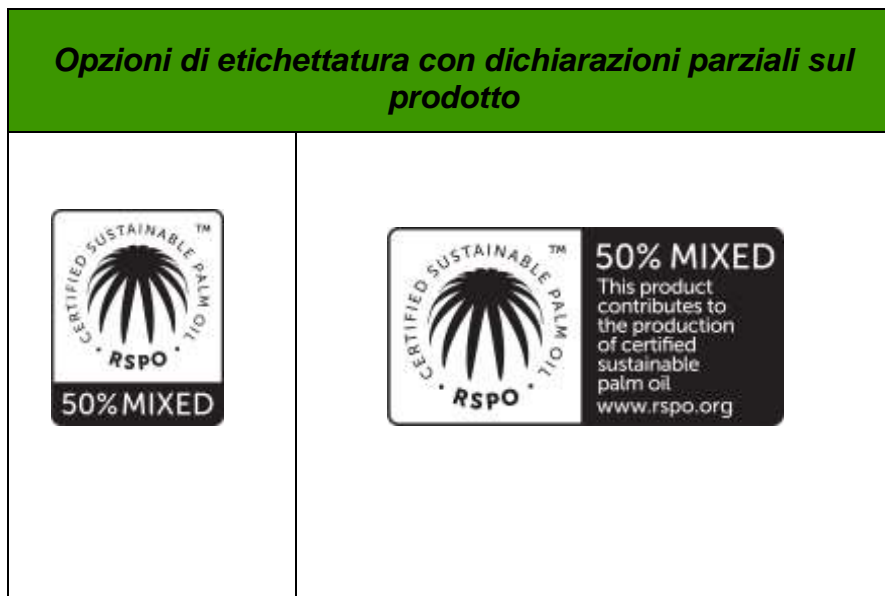 Opzioni di etichettatura con dichiarazioni parziali sul
prodotto
CERTIFIED SUSTAINABLE PALM OIL
TM
· RSPO ·
50% MIXED
CERTIFIED SUSTAINABLE PALM OIL
TM
· RSPO ·
50% MIXED
This product
contributes to
the production
of certified
sustainable
palm oil
www.rspo.org